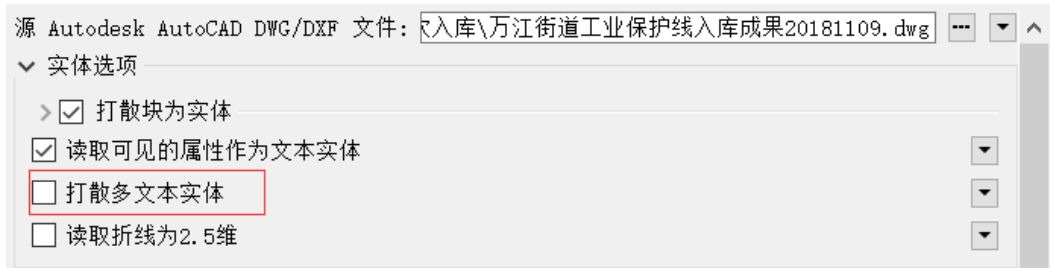 源 Autodesk AutoCAD DWG/DXF 文件: 入库\万江街道工业保护线入库成果20181109.dwg
实体选项
打散块为实体
读取可见的属性作为文本实体
打散多文本实体
读取折线为2.5维